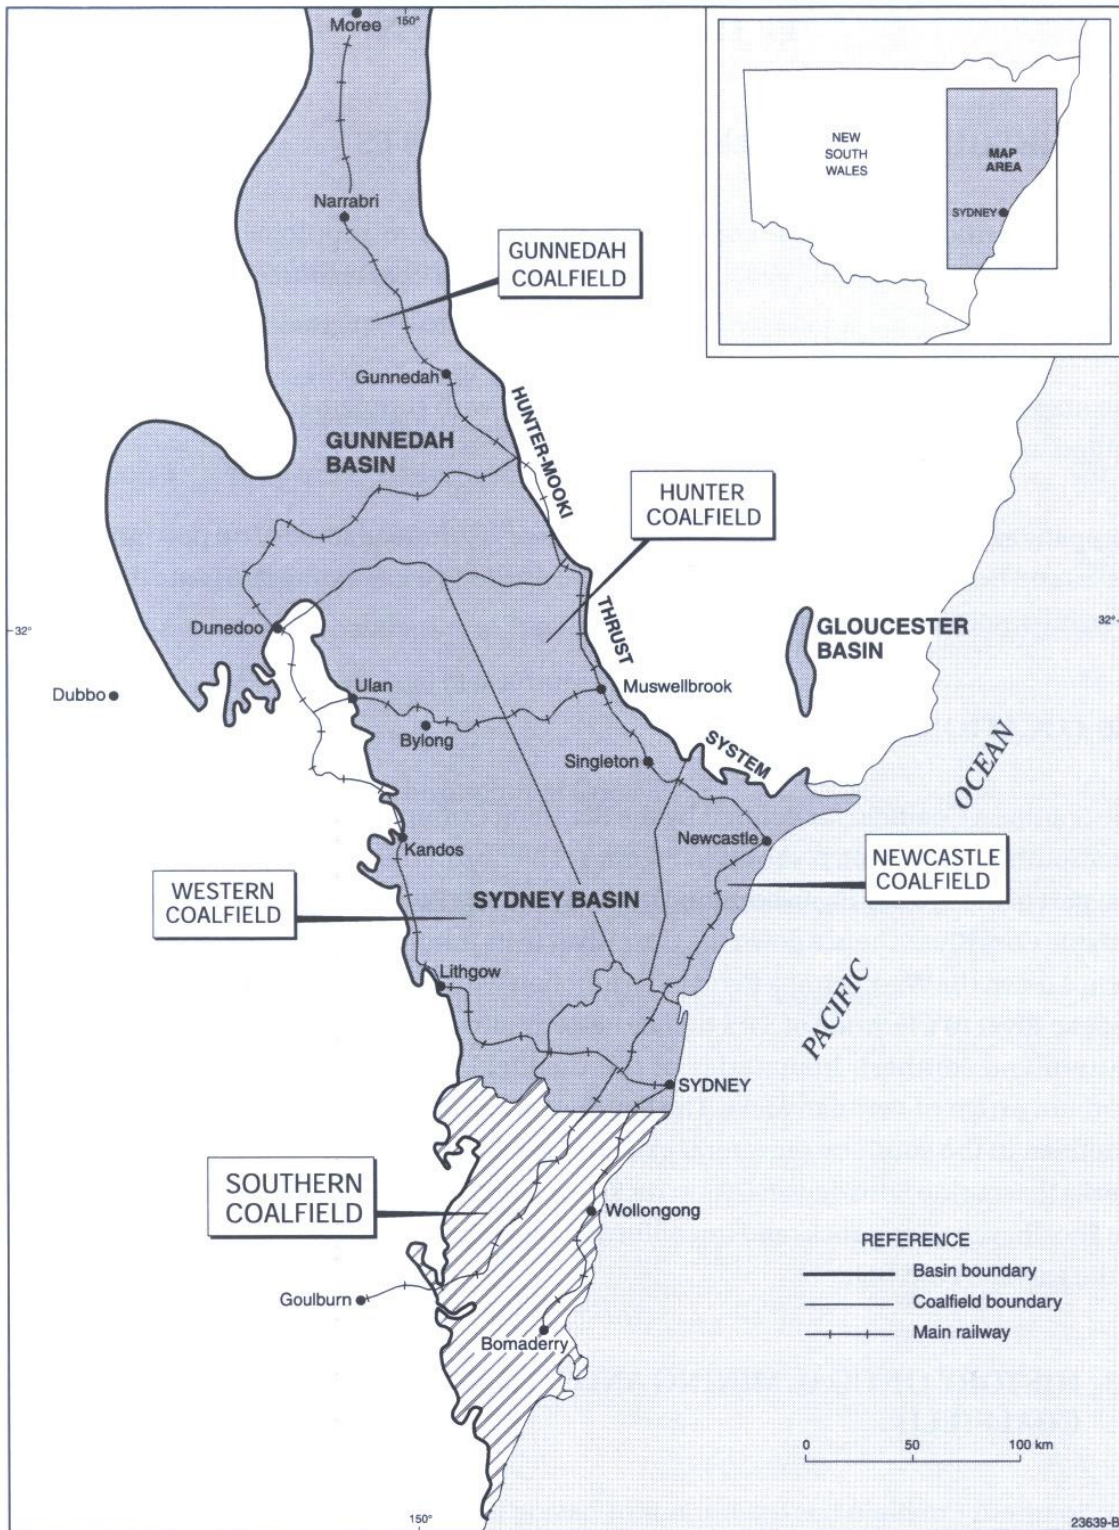 Moree
150°
NEW
SOUTH
WALES
MAP
AREA
SYDNEY
Narrabri
GUNNEDAH
COALFIELD
Gunnedah
HUNTER-MOOKI
THRUST
SYSTEM
GUNNEDAH
BASIN
HUNTER
COALFIELD
32°
Dunedoo
GLOUCESTER
BASIN
32°
Dubbo
Ulan
Muswellbrook
Bylong
Singleton
PACIFIC
OCEAN
Newcastle
Kandos
NEWCASTLE
COALFIELD
WESTERN
COALFIELD
SYDNEY BASIN
Lithgow
SYDNEY
SOUTHERN
COALFIELD
Wollongong
Goulburn
Bomaderry
REFERENCE
Basin boundary
Coalfield boundary
Main railway
0 50 100 km
150°